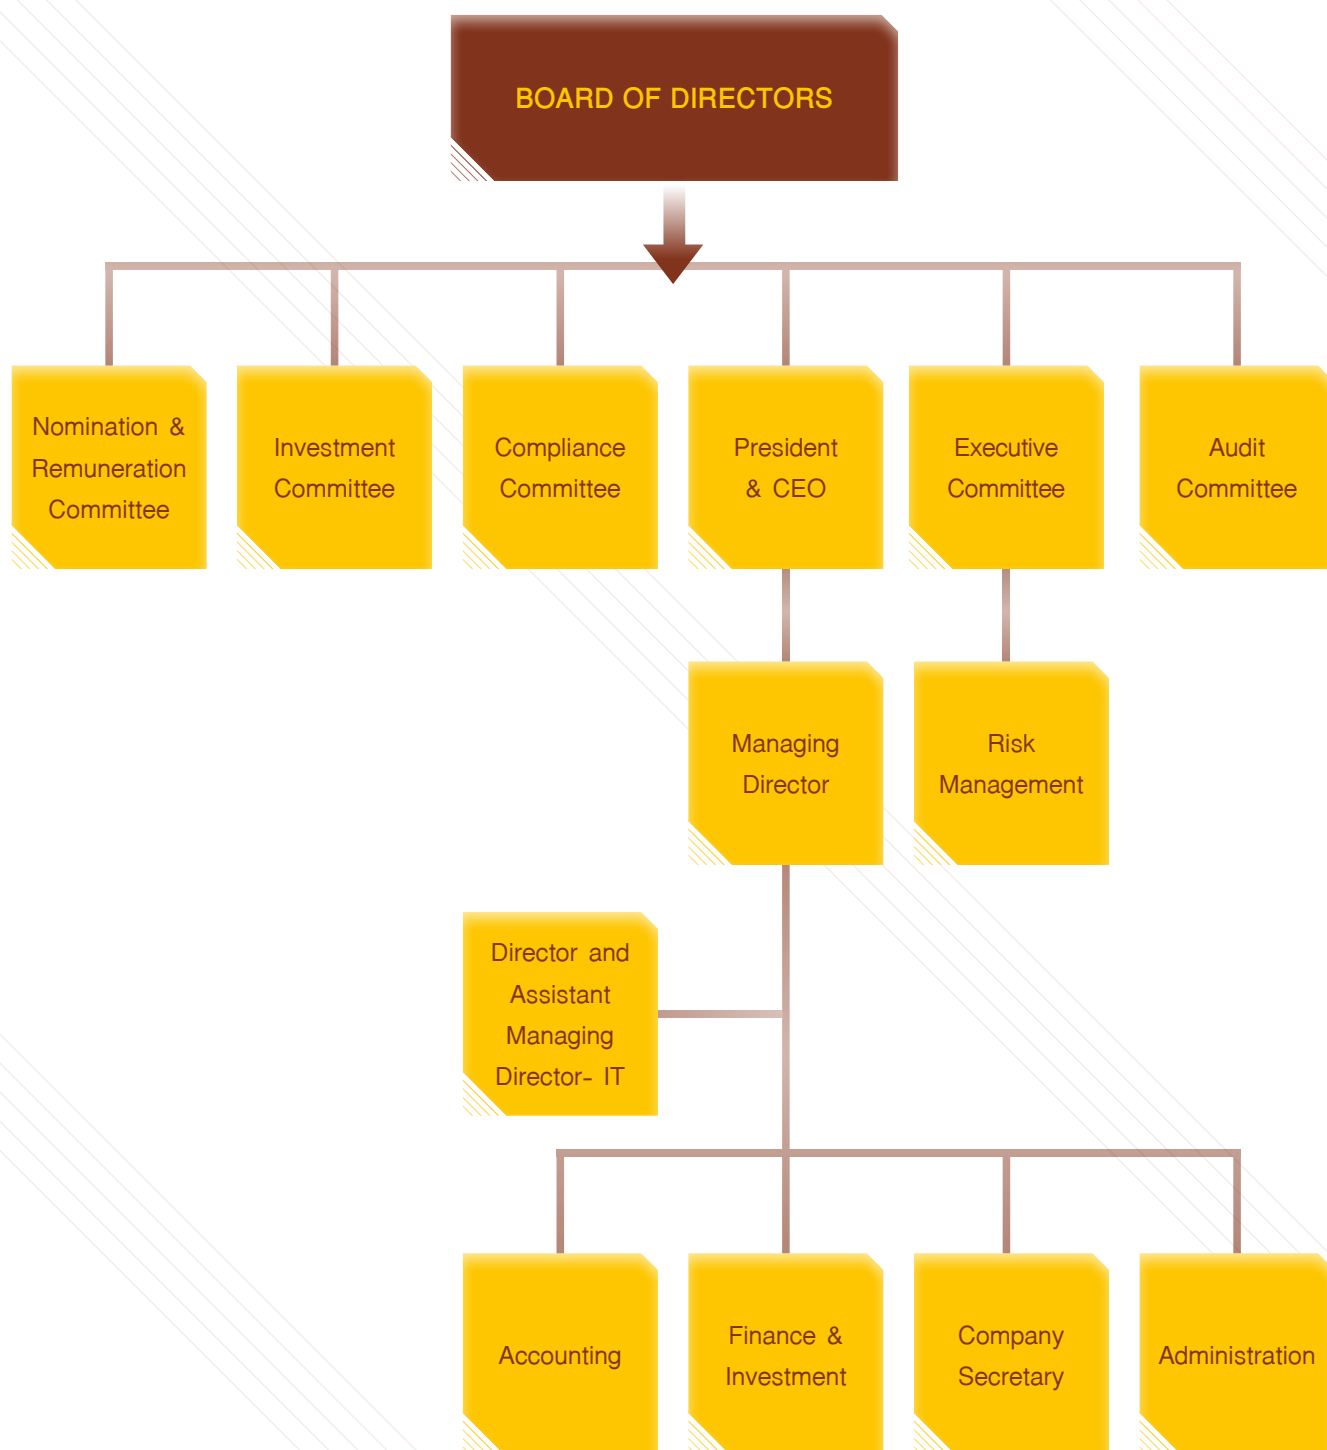 BOARD OF DIRECTORS
Nomination &
Remuneration
Committee
Investment
Committee
Compliance
Committee
President
& CEO
Executive
Committee
Audit
Committee
Managing
Director
Risk
Management
Director and
Assistant
Managing
Director- IT
Accounting
Finance &
Investment
Company
Secretary
Administration